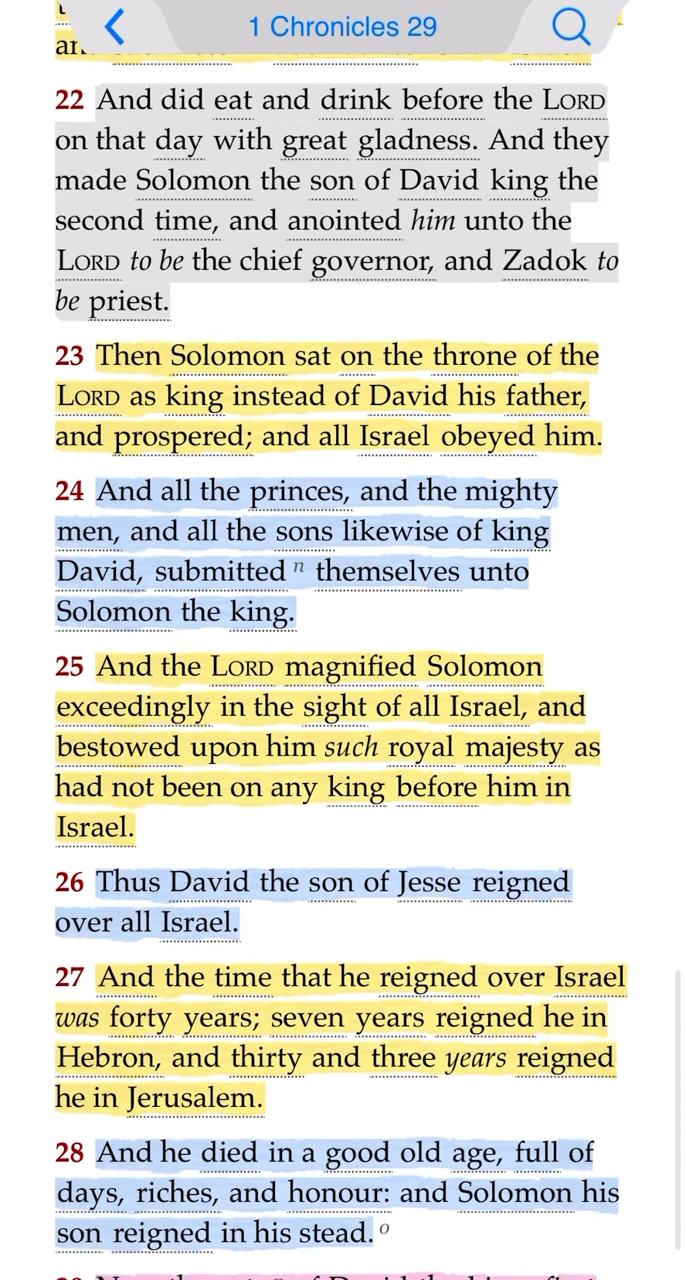 1 Chronicles 29
an
22 And did eat and drink before the LORD
on that day with great gladness. And they
made Solomon the son of David king the
second time, and anointed him unto the
LORD to be the chief governor, and Zadok to
be priest.
23 Then Solomon sat on the throne of the
LORD as king instead of David his father,
and prospered; and all Israel obeyed him.
24 And all the princes, and the mighty
men, and all the sons likewise of king
David, submitted n themselves unto
Solomon the king.
25 And the LORD magnified Solomon
exceedingly in the sight of all Israel, and
bestowed upon him such royal majesty as
had not been on any king before him in
Israel.
26 Thus David the son of Jesse reigned
over all Israel.
27 And the time that he reigned over Israel
was forty years; seven years reigned he in
Hebron, and thirty and three years reigned
he in Jerusalem.
28 And he died in a good old age, full of
days, riches, and honour: and Solomon his
son reigned in his stead. o